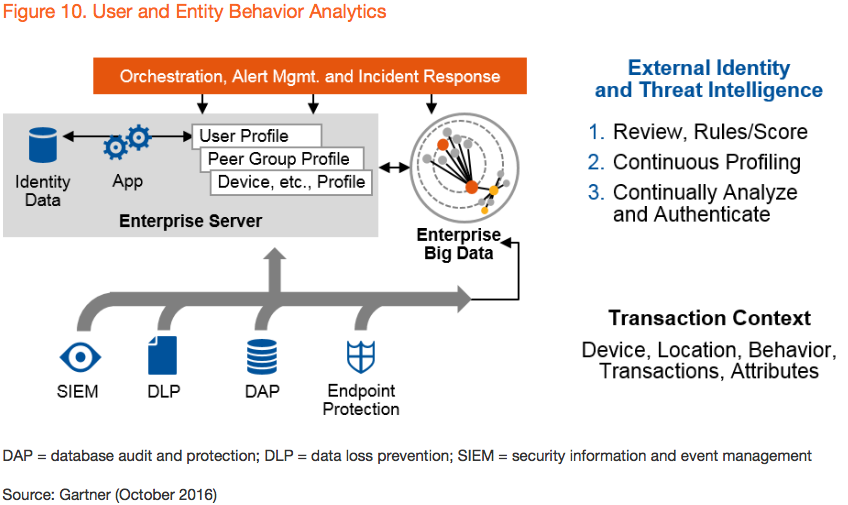 Figure 10. User and Entity Behavior Analytics
Orchestration, Alert Mgmt. and Incident Response
User Profile
Peer Group Profile
Device, etc., Profile
Identity
Data
App
Enterprise Server
Enterprise
Big Data
External Identity
and Threat Intelligence
1. Review, Rules/Score
2. Continuous Profiling
3. Continually Analyze
and Authenticate
SIEM
DLP
DAP
Endpoint
Protection
Transaction Context
Device, Location, Behavior,
Transactions, Attributes
DAP = database audit and protection; DLP = data loss prevention; SIEM = security information and event management
Source: Gartner (October 2016)